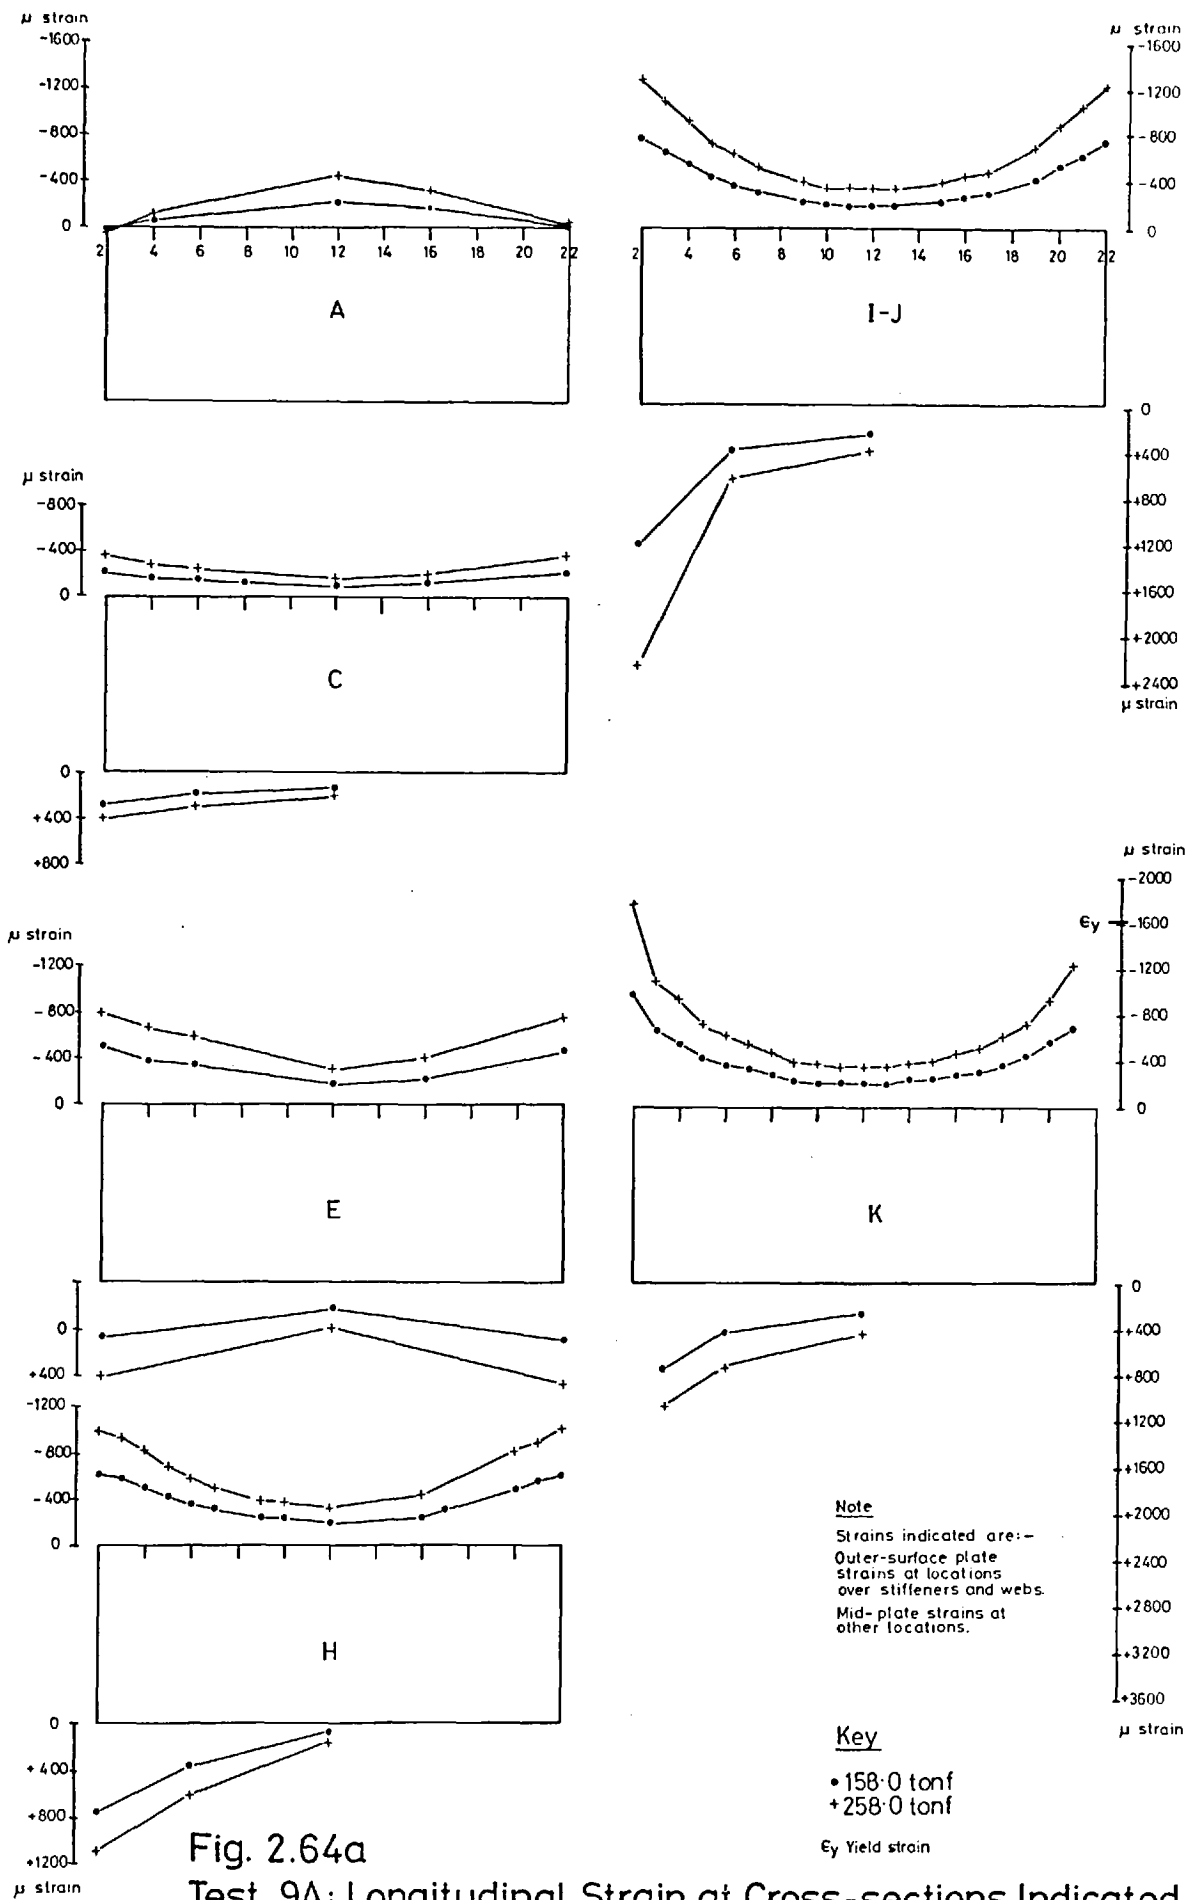 µ strain
-1600
-1200
-800
-400
0
2 4 6 8 10 12 14 16 18 20 22
A
µ strain
-1600
-1200
-800
-400
0
2 4 6 8 10 12 14 16 18 20 22
I-J
0
+400
+800
+1200
+1600
+2000
+2400
µ strain
µ strain
-800
-400
0
C
0
+400
+800
µ strain
-1200
-800
-400
0
E
0
+400
µ strain
-2000
ϵy -1600
-1200
-800
-400
0
K
0
+400
+800
+1200
+1600
+2000
+2400
+2800
+3200
+3600
µ strain
-1200
-800
-400
0
H
0
+400
+800
+1200
µ strain
Note
Strains indicated are:-
Outer-surface plate
strains at locations
over stiffeners and webs.
Mid-plate strains at
other locations.
Key
• 158·0 tonf
+ 258·0 tonf
ϵy Yield strain
Fig. 2.64a
Test 9A: Longitudinal Strain at Cross-sections Indicated